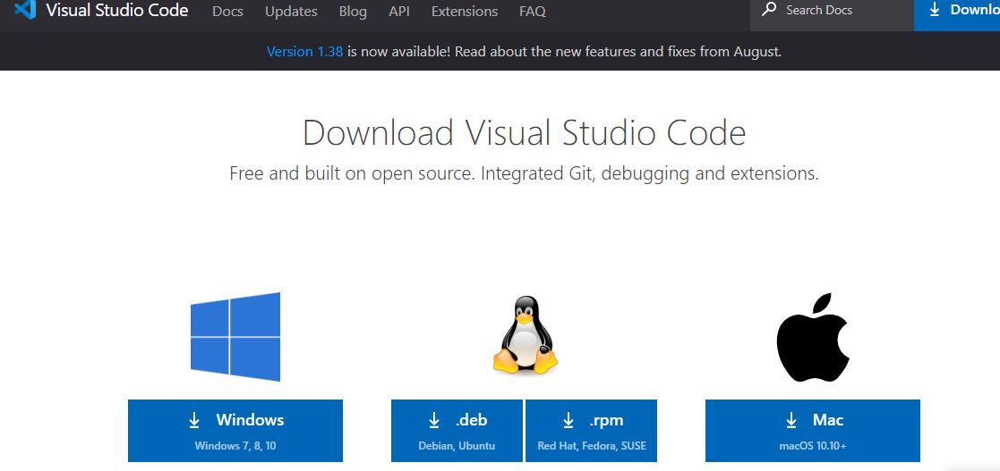 Visual Studio Code Docs Updates Blog API Extensions FAQ Search Docs Downlo
Version 1.38 is now available! Read about the new features and fixes from August.
Download Visual Studio Code
Free and built on open source. Integrated Git, debugging and extensions.
Windows
Windows 7, 8, 10
.deb
Debian, Ubuntu
.rpm
Red Hat, Fedora, SUSE
Mac
macOS 10.10+